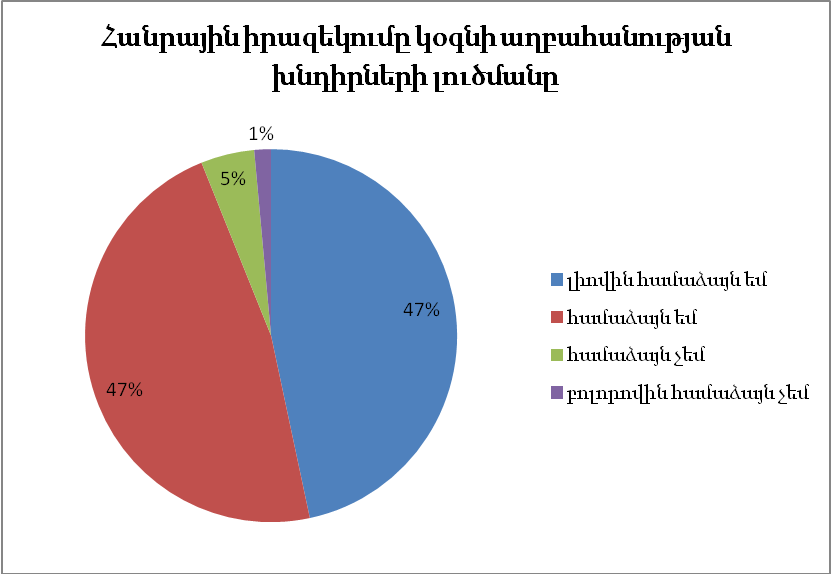 Հանրային իրազեկումը կօգնի աղբահանության
խնդիրների լուծմանը
1%
5%
47%
47%
լիովին համաձայն եմ
համաձայն եմ
համաձայն չեմ
բոլորովին համաձայն չեմ